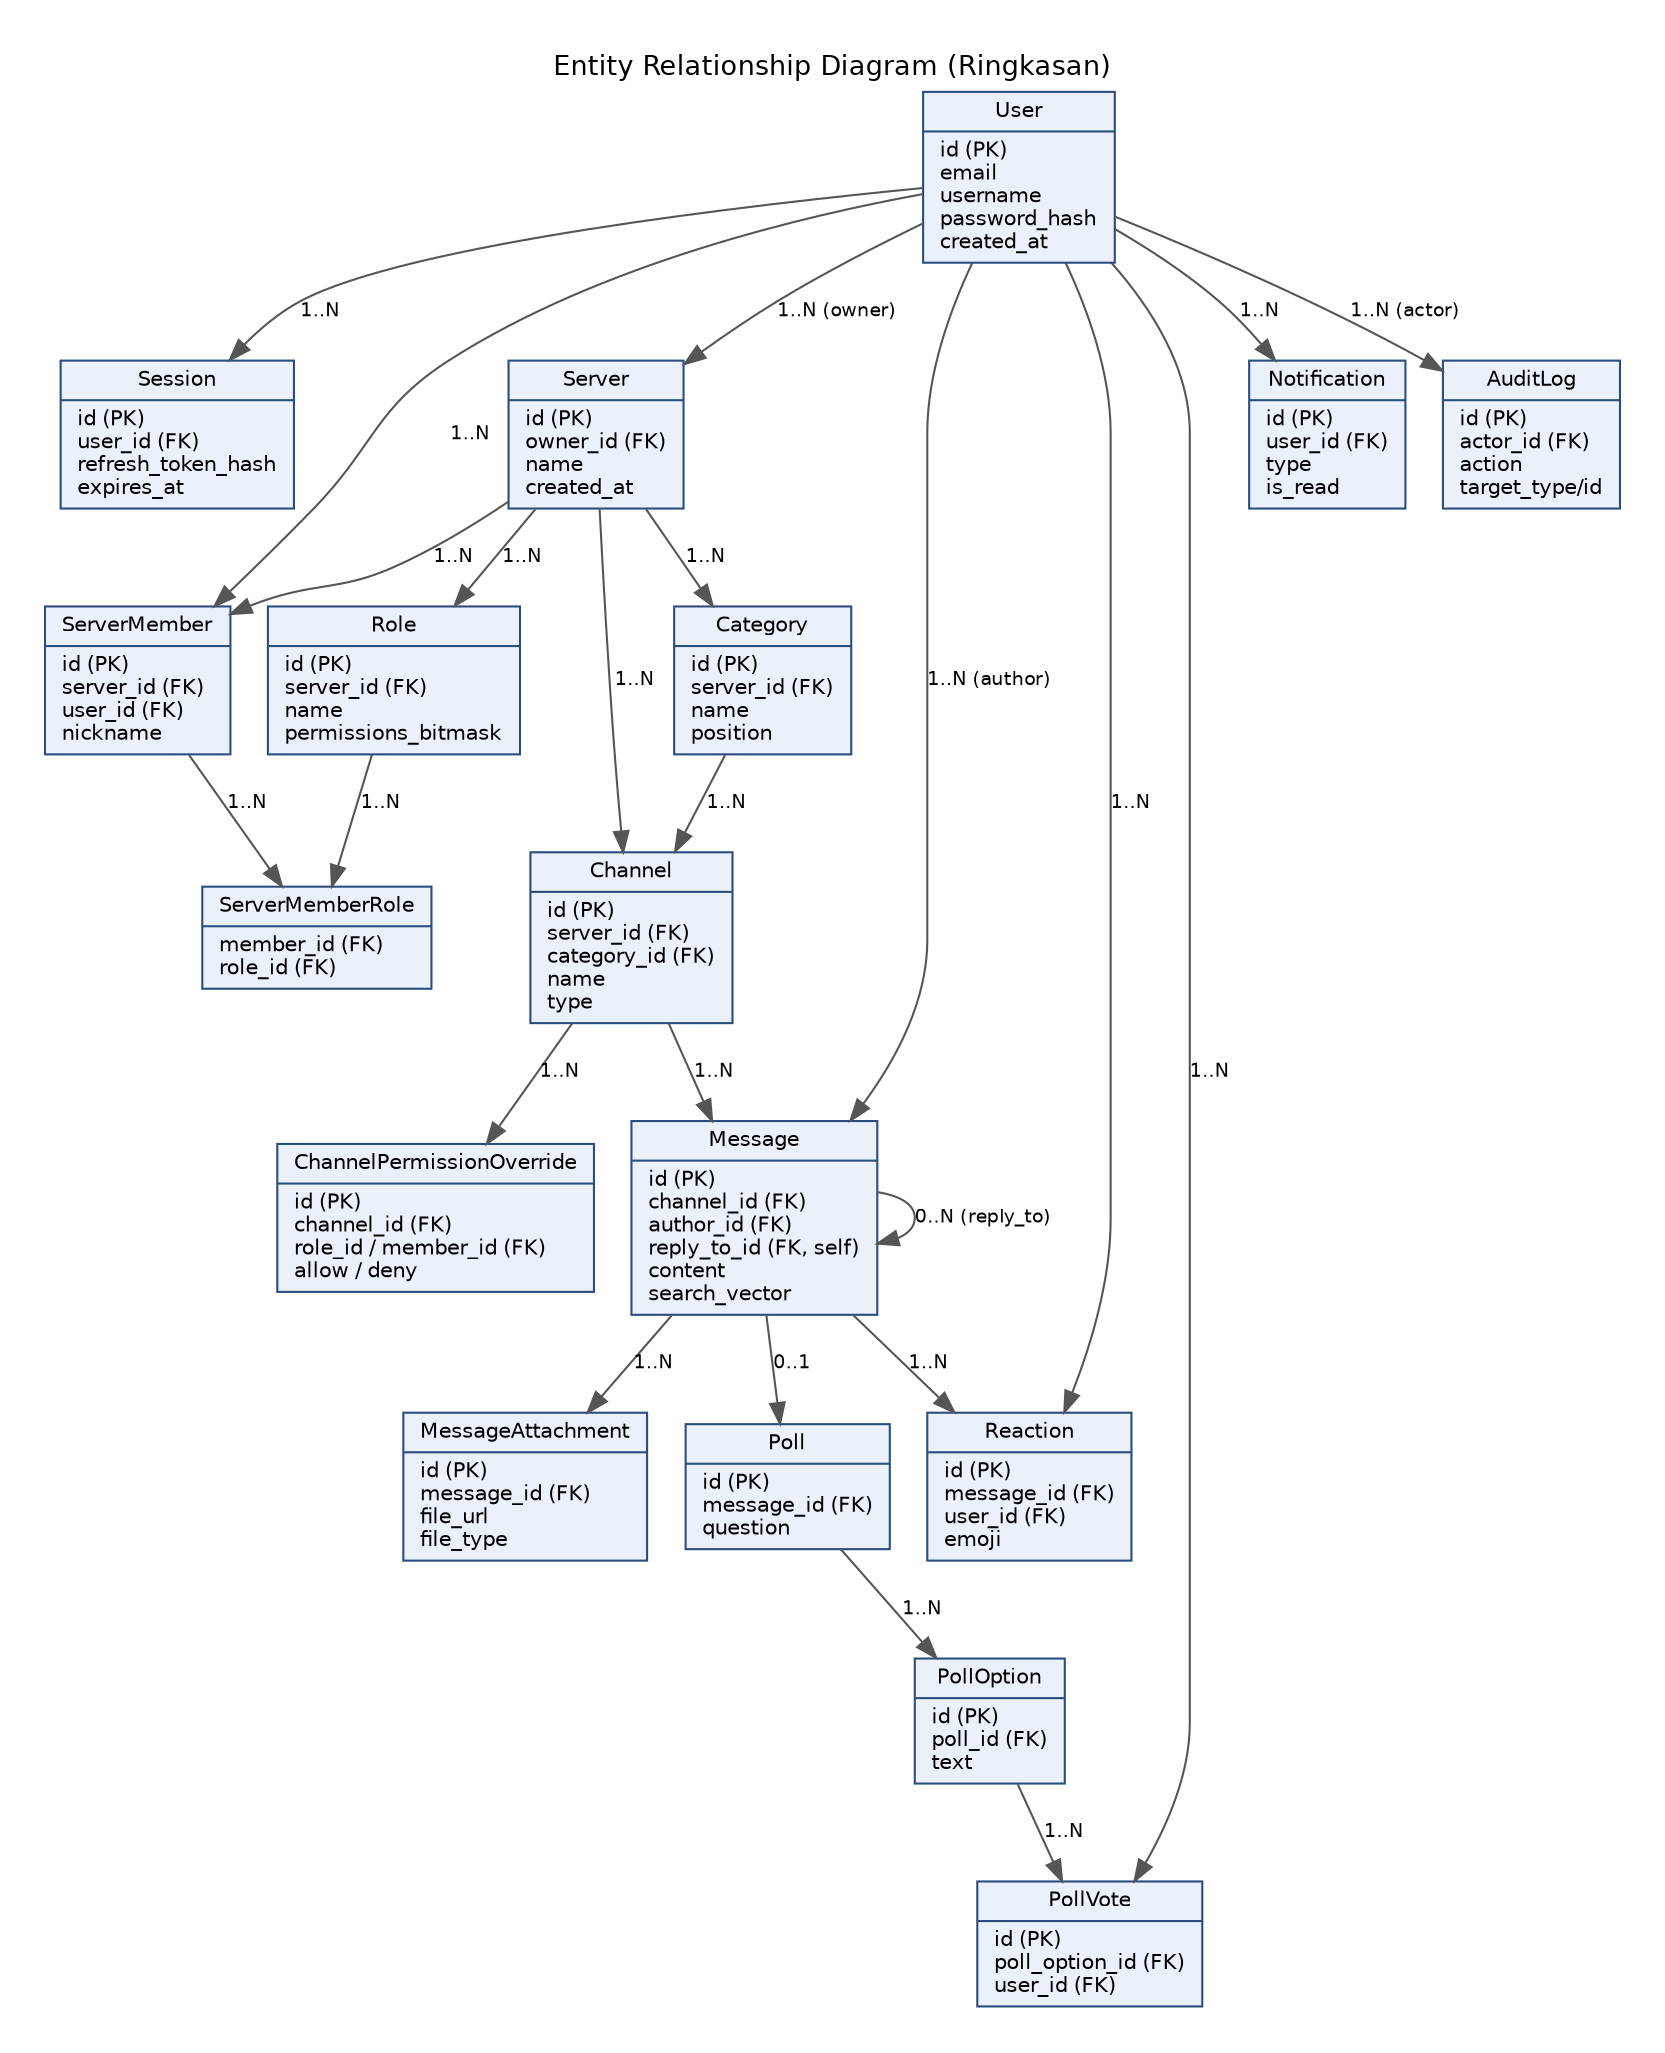 Entity Relationship Diagram (Ringkasan)
User
id (PK)
email
username
password_hash
created_at
1..N
1..N (owner)
1..N
1..N (actor)
Session
id (PK)
user_id (FK)
refresh_token_hash
expires_at
1..N
Server
id (PK)
owner_id (FK)
name
created_at
Notification
id (PK)
user_id (FK)
type
is_read
AuditLog
id (PK)
actor_id (FK)
action
target_type/id
1..N
1..N
1..N
ServerMember
id (PK)
server_id (FK)
user_id (FK)
nickname
Role
id (PK)
server_id (FK)
name
permissions_bitmask
1..N
Category
id (PK)
server_id (FK)
name
position
1..N (author)
1..N
1..N
1..N
1..N
ServerMemberRole
member_id (FK)
role_id (FK)
Channel
id (PK)
server_id (FK)
category_id (FK)
name
type
1..N
1..N
1..N
ChannelPermissionOverride
id (PK)
channel_id (FK)
role_id / member_id (FK)
allow / deny
Message
id (PK)
channel_id (FK)
author_id (FK)
reply_to_id (FK, self)
content
search_vector
0..N (reply_to)
1..N
0..1
1..N
MessageAttachment
id (PK)
message_id (FK)
file_url
file_type
Poll
id (PK)
message_id (FK)
question
Reaction
id (PK)
message_id (FK)
user_id (FK)
emoji
1..N
PollOption
id (PK)
poll_id (FK)
text
1..N
PollVote
id (PK)
poll_option_id (FK)
user_id (FK)